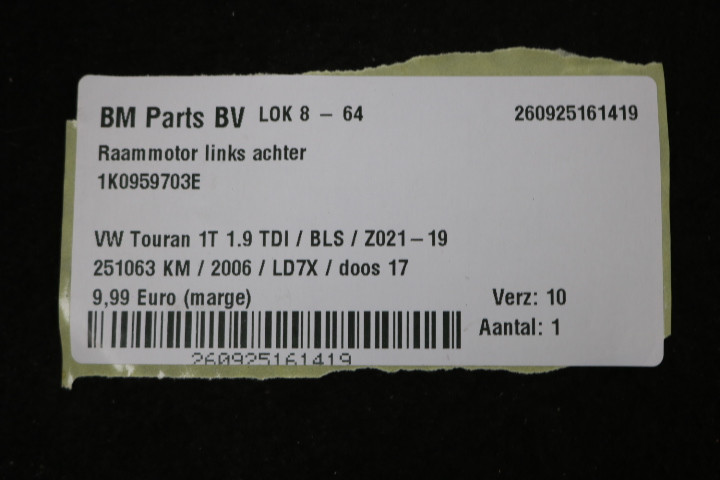 BM Parts BV LOK 8 - 64 260925161419
Raammotor links achter
1K0959703E
VW Touran 1T 1.9 TDI / BLS / Z021-19
251063 KM / 2006 / LD7X / doos 17
9,99 Euro (marge) Verz: 10
Aantal: 1
260925161419